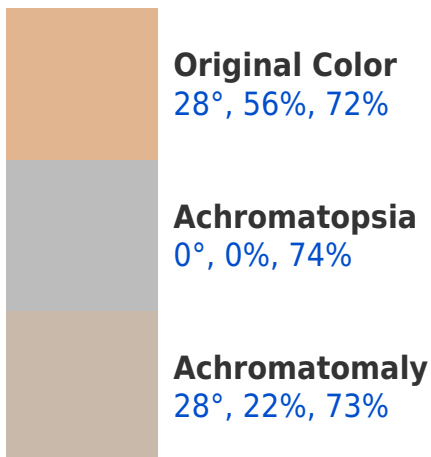 Original Color
28°, 56%, 72%
Achromatopsia
0°, 0%, 74%
Achromatomaly
28°, 22%, 73%